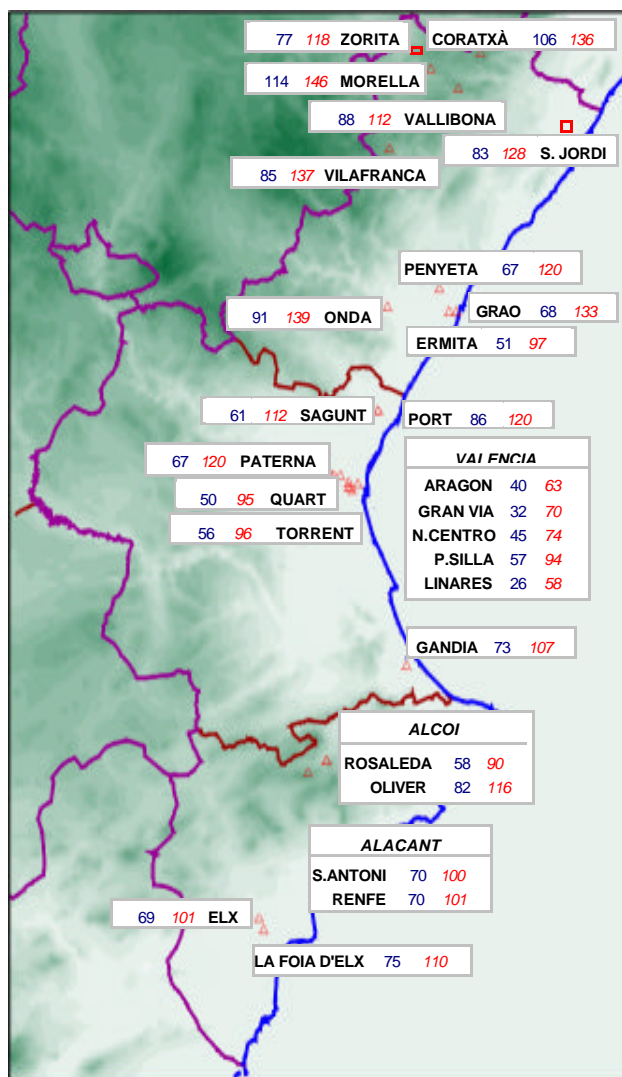 77 118 ZORITA
CORATXÀ 106 136
114 146 MORELLA
88 112 VALLIBONA
83 128 S. JORDI
85 137 VILAFRANCA
PENYETA 67 120
91 139 ONDA
GRAO 68 133
ERMITA 51 97
61 112 SAGUNT
PORT 86 120
67 120 PATERNA
50 95 QUART
56 96 TORRENT
VALENCIA
ARAGON 40 63
GRAN VIA 32 70
N.CENTRO 45 74
P.SILLA 57 94
LINARES 26 58
GANDIA 73 107
ALCOI
ROSALEDA 58 90
OLIVER 82 116
ALACANT
S.ANTONI 70 100
RENFE 70 101
69 101 ELX
LA FOIA D'ELX 75 110